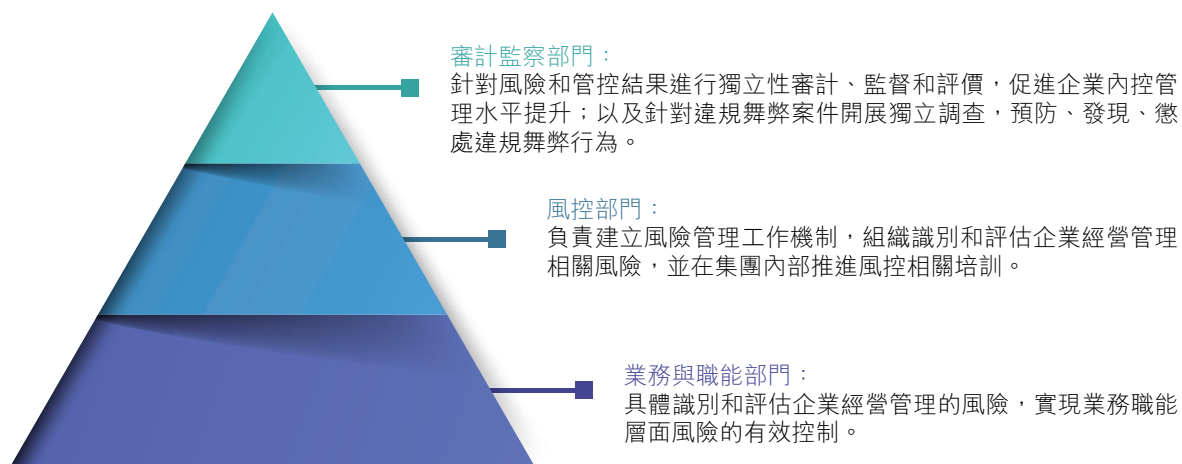 審計監察部門：
針對風險和管控結果進行獨立性審計、監督和評價，促進企業內控管
理水平提升；以及針對違規舞弊案件開展獨立調查，預防、發現、懲
處違規舞弊行為。
風控部門：
負責建立風險管理工作機制，組織識別和評估企業經營管理
相關風險，並在集團內部推進風控相關培訓。
業務與職能部門：
具體識別和評估企業經營管理的風險，實現業務職能
層面風險的有效控制。